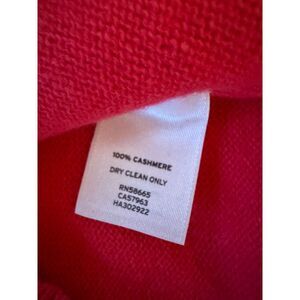 100% CASHMERE
DRY CLEAN ONLY
RN58665
CA57963
HA302922